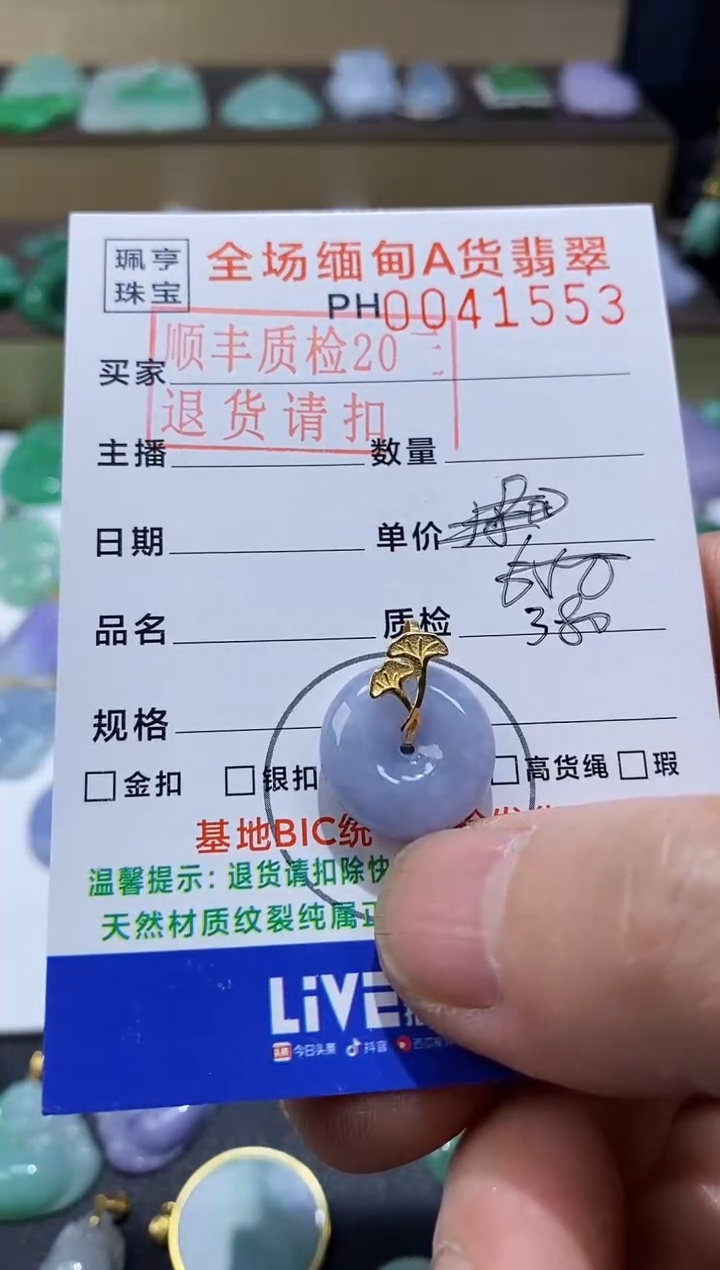 珮亨
珠宝
全场缅甸A货翡翠
PH0041553
顺丰质检20
退货请扣
买家
主播 数量
日期 单价
品名 质检 380
规格
金扣 银扣 高货绳 瑕
基地BIC统
温馨提示：退货请扣除快
天然材质纹裂纯属正
LiVE
今日头条 抖音 西瓜视